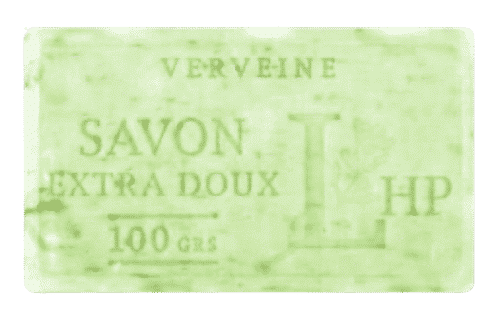 VERVEINE
SAVON
EXTRA DOUX
100 GRS
L HP